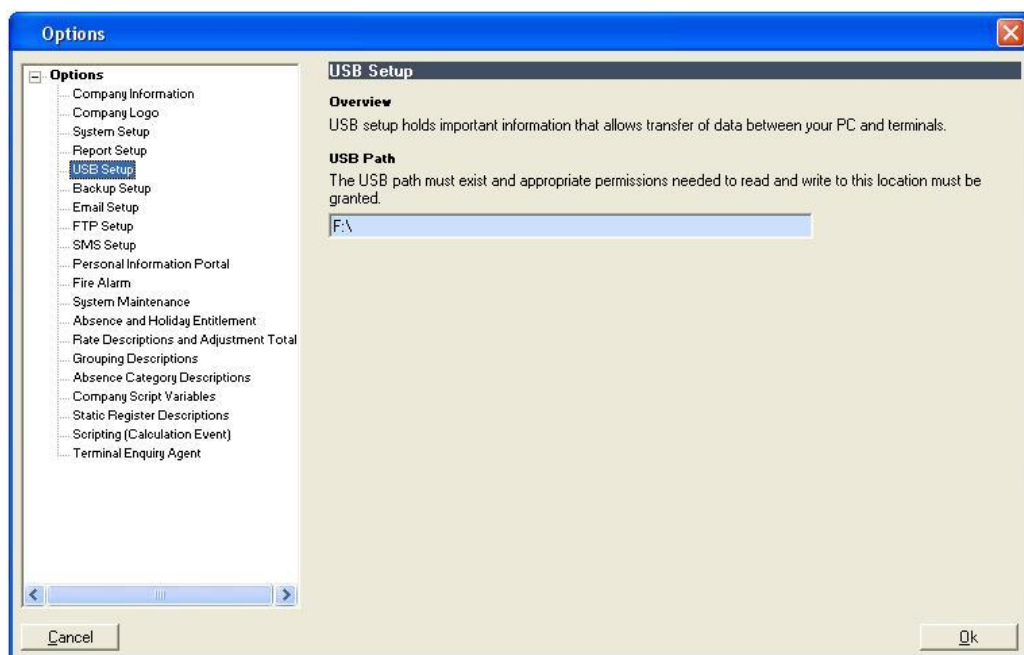 Options
Options
Company Information
Company Logo
System Setup
Report Setup
USB Setup
Backup Setup
Email Setup
FTP Setup
SMS Setup
Personal Information Portal
Fire Alarm
System Maintenance
Absence and Holiday Entitlement
Rate Descriptions and Adjustment Total
Grouping Descriptions
Absence Category Descriptions
Company Script Variables
Static Register Descriptions
Scripting (Calculation Event)
Terminal Enquiry Agent
USB Setup
Overview
USB setup holds important information that allows transfer of data between your PC and terminals.
USB Path
The USB path must exist and appropriate permissions needed to read and write to this location must be
granted.
F:\
Cancel
Ok